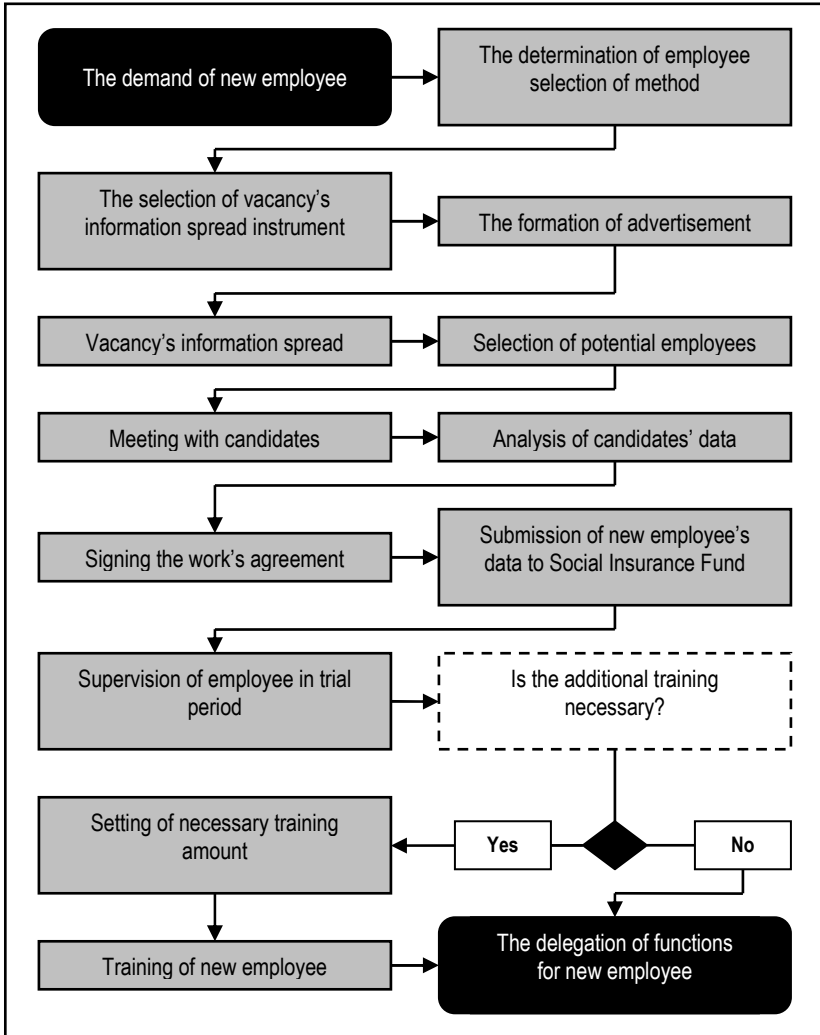 The demand of new employee
The determination of employee
selection of method
The selection of vacancy's
information spread instrument
The formation of advertisement
Vacancy's information spread
Selection of potential employees
Meeting with candidates
Analysis of candidates' data
Signing the work's agreement
Submission of new employee's
data to Social Insurance Fund
Supervision of employee in trial
period
Is the additional training
necessary?
Yes
No
Setting of necessary training
amount
Training of new employee
The delegation of functions
for new employee